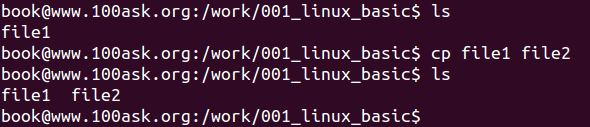 book@www.100ask.org:/work/001_linux_basic$ ls
file1
book@www.100ask.org:/work/001_linux_basic$ cp file1 file2
book@www.100ask.org:/work/001_linux_basic$ ls
file1  file2
book@www.100ask.org:/work/001_linux_basic$